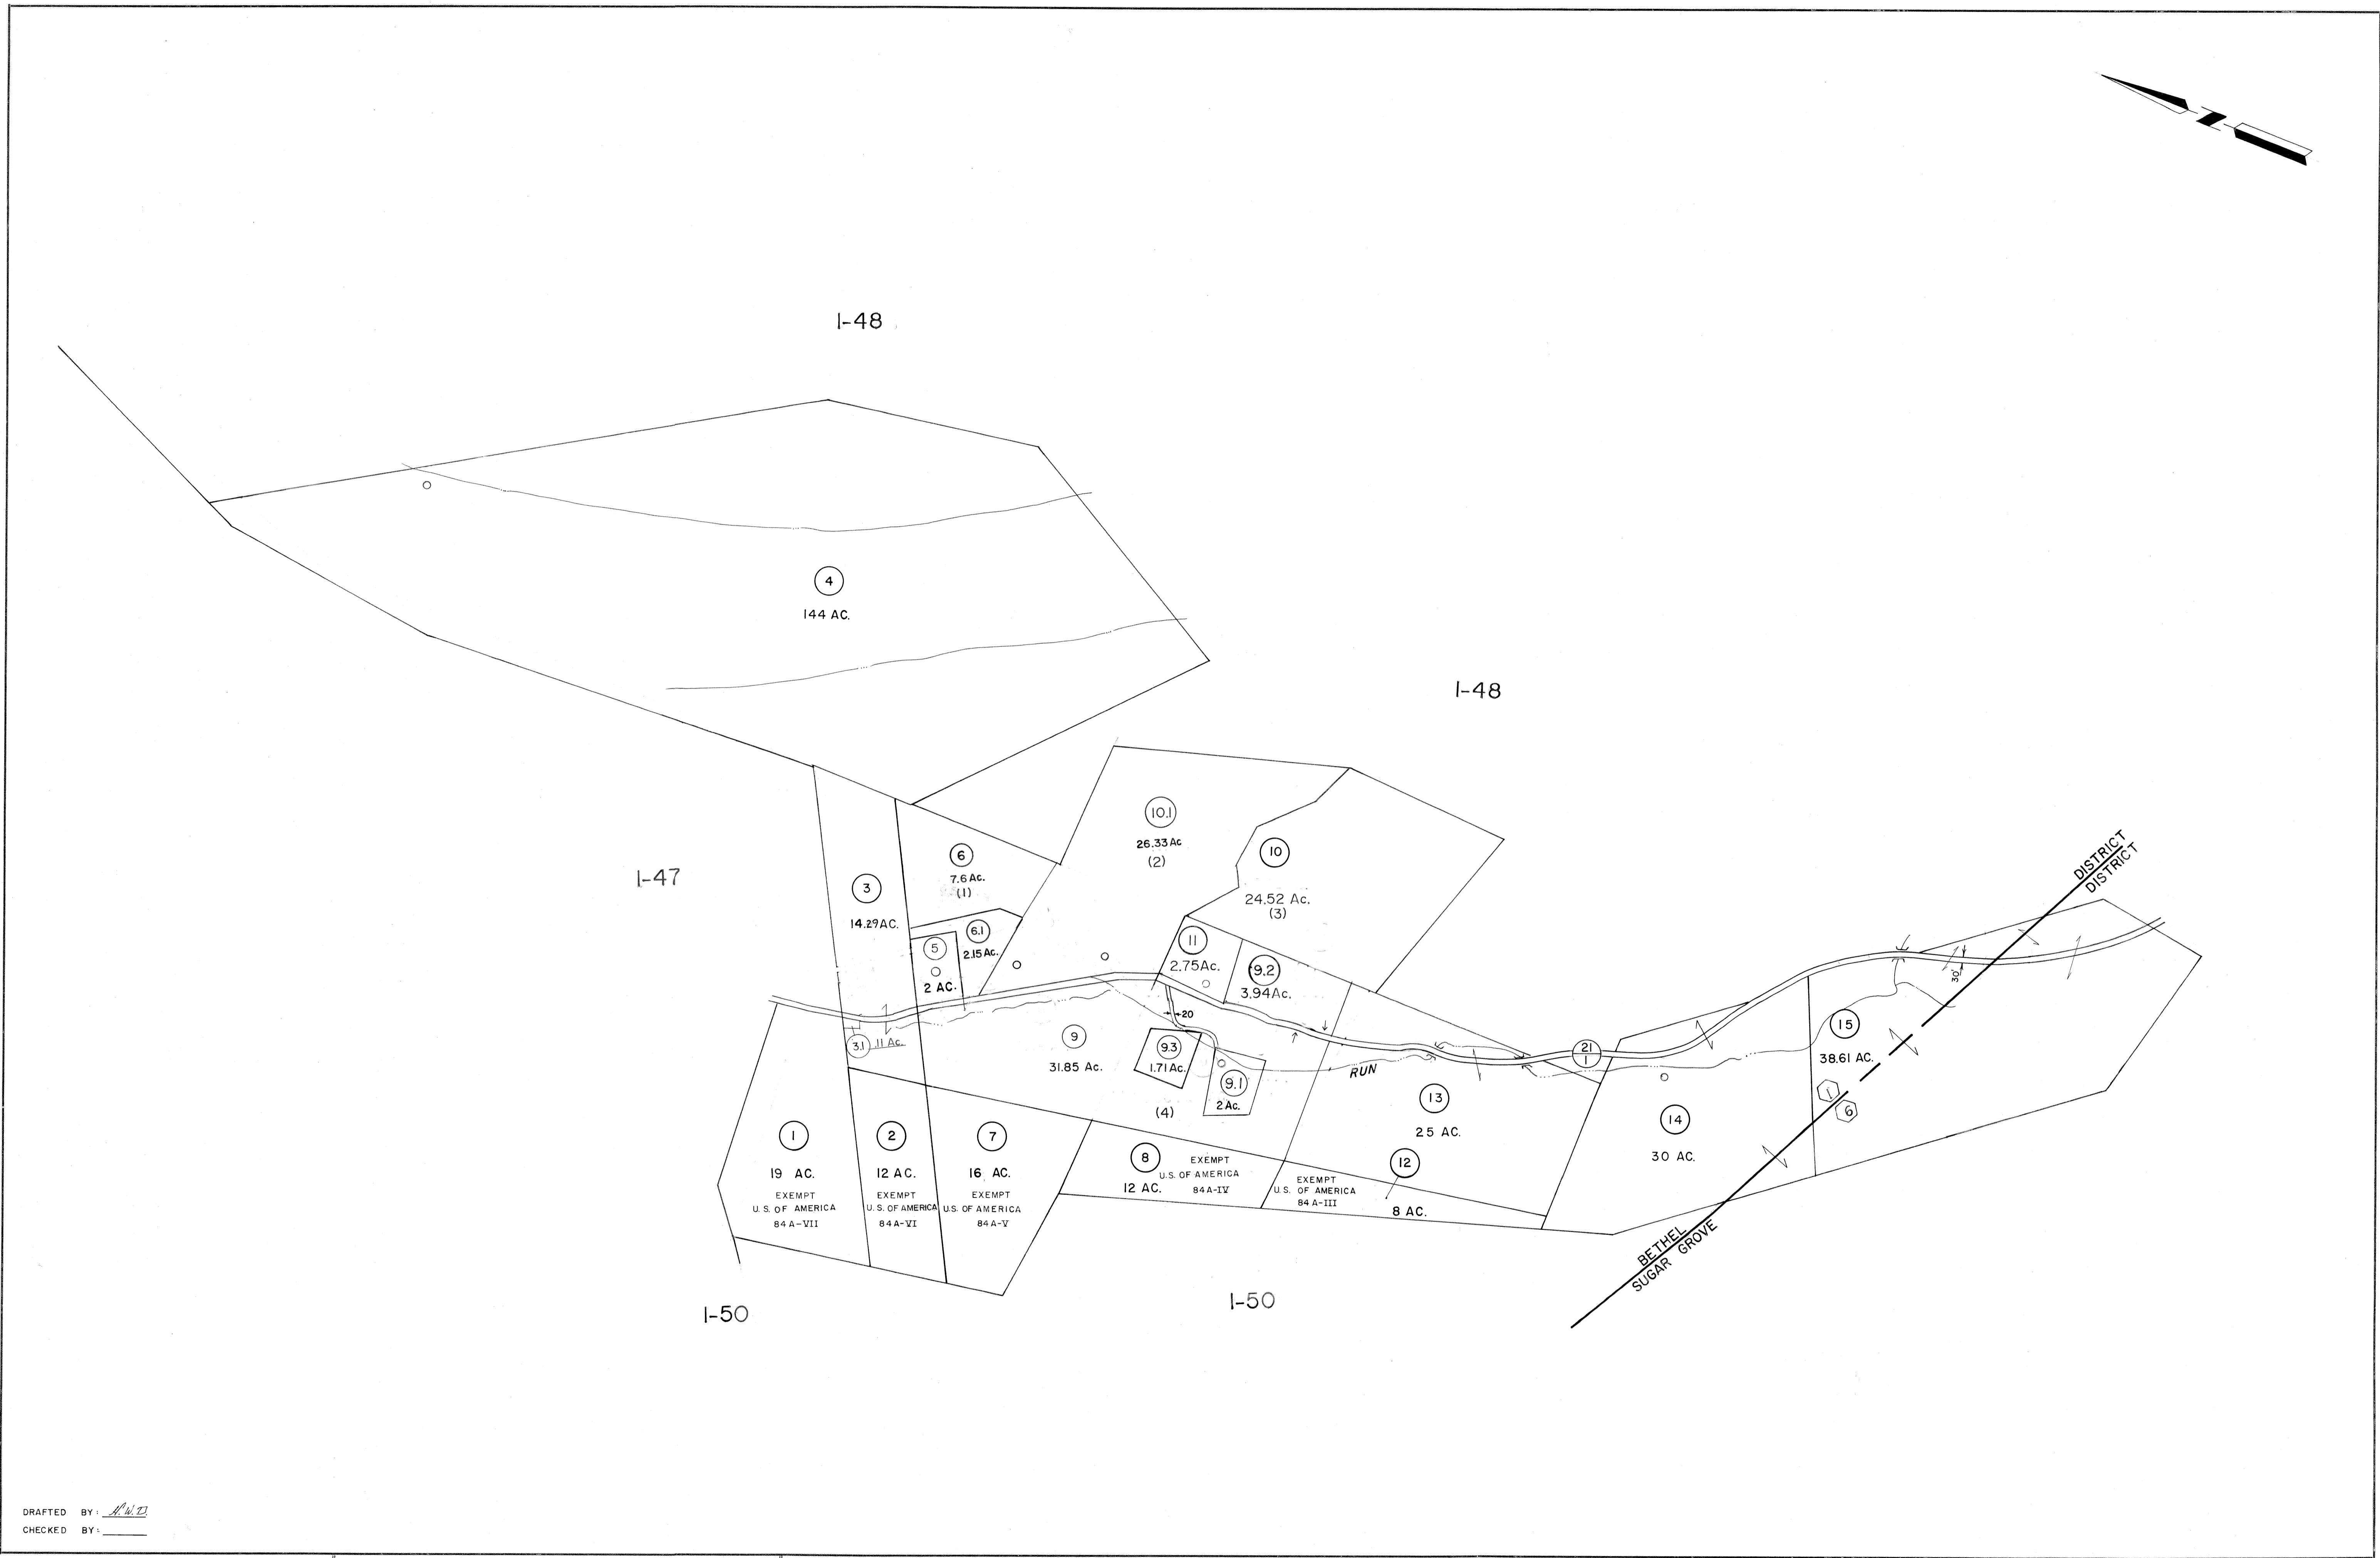 N
I-48
4
144 AC.
I-48
I-47
10.1
26.33 Ac
(2)
10
24.52 Ac.
(3)
6
7.6 Ac.
(1)
3
14.29 AC.
6.1
2.15 Ac.
5
2 AC.
11
2.75 Ac.
9.2
3.94 Ac.
DISTRICT
DISTRICT
30'
20
3.1
.11 Ac.
9
31.85 Ac.
(4)
9.3
1.71 Ac.
9.1
2 Ac.
RUN
21
1
15
38.61 AC.
1
6
13
25 AC.
14
30 AC.
1
19 AC.
EXEMPT
U. S. OF AMERICA
84 A-VII
2
12 AC.
EXEMPT
U. S. OF AMERICA
84 A-VI
7
16 AC.
EXEMPT
U.S. OF AMERICA
84 A-V
8
12 AC.
EXEMPT
U.S. OF AMERICA
84 A-IV
12
EXEMPT
U.S. OF AMERICA
84 A-III
8 AC.
BETHEL
SUGAR GROVE
I-50
I-50
DRAFTED BY: H.W.D.
CHECKED BY: